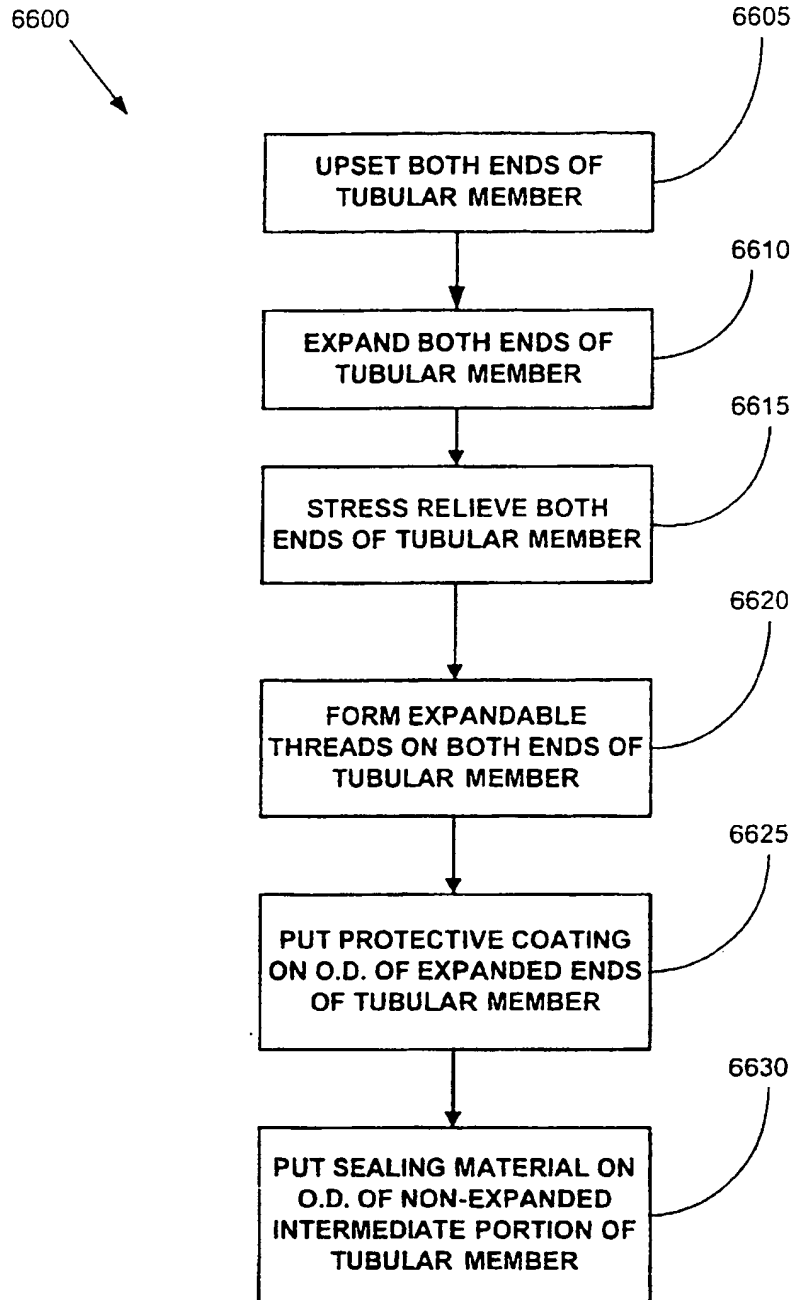 6600
6605
UPSET BOTH ENDS OF
TUBULAR MEMBER
6610
EXPAND BOTH ENDS OF
TUBULAR MEMBER
6615
STRESS RELIEVE BOTH
ENDS OF TUBULAR MEMBER
6620
FORM EXPANDABLE
THREADS ON BOTH ENDS OF
TUBULAR MEMBER
6625
PUT PROTECTIVE COATING
ON O.D. OF EXPANDED ENDS
OF TUBULAR MEMBER
6630
PUT SEALING MATERIAL ON
O.D. OF NON-EXPANDED
INTERMEDIATE PORTION OF
TUBULAR MEMBER